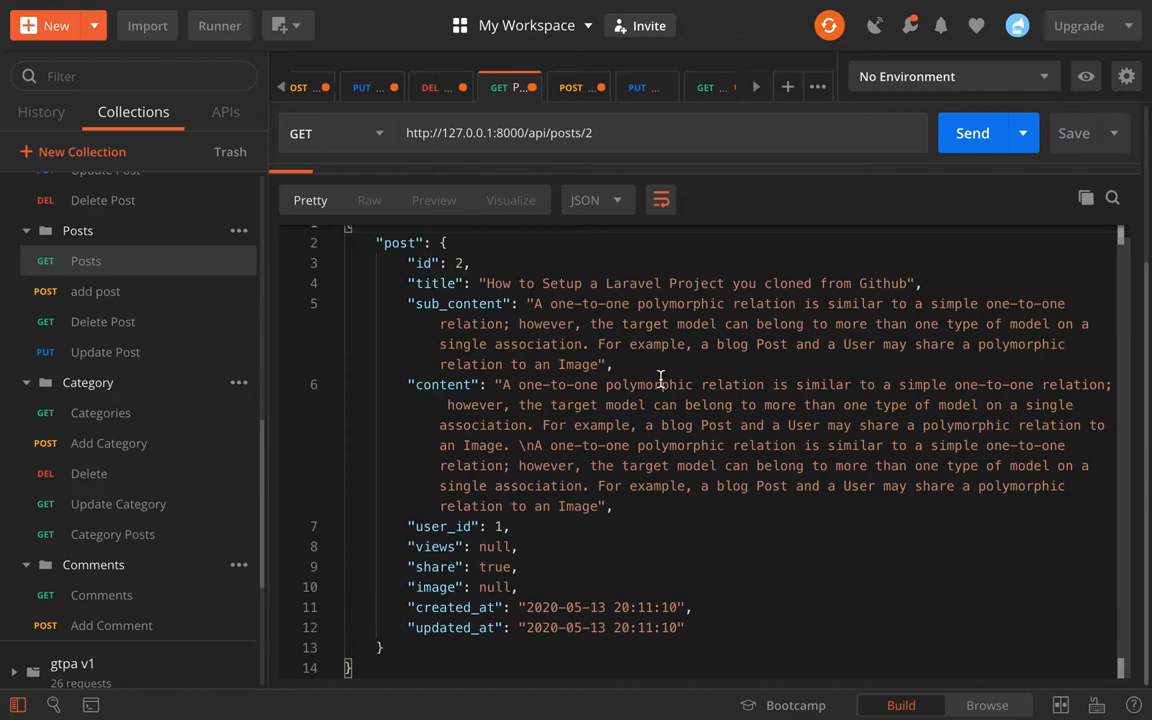 New
Import
Runner
My Workspace
Invite
Upgrade
Filter
OST ...
PUT ...
DEL ...
GET P...
POST ...
PUT ...
GET ...
No Environment
History
Collections
APIs
GET
http://127.0.0.1:8000/api/posts/2
Send
Save
+ New Collection
Trash
Update Post
DEL Delete Post
Posts
GET Posts
POST add post
GET Delete Post
PUT Update Post
Category
GET Categories
POST Add Category
DEL Delete
GET Update Category
GET Category Posts
Comments
GET Comments
POST Add Comment
gtpa v1
26 requests
Pretty
Raw
Preview
Visualize
JSON
1 {
2 "post": {
3 "id": 2,
4 "title": "How to Setup a Laravel Project you cloned from Github",
5 "sub_content": "A one-to-one polymorphic relation is similar to a simple one-to-one
relation; however, the target model can belong to more than one type of model on a
single association. For example, a blog Post and a User may share a polymorphic
relation to an Image",
6 "content": "A one-to-one polymorphic relation is similar to a simple one-to-one relation;
however, the target model can belong to more than one type of model on a single
association. For example, a blog Post and a User may share a polymorphic relation to
an Image. \nA one-to-one polymorphic relation is similar to a simple one-to-one
relation; however, the target model can belong to more than one type of model on a
single association. For example, a blog Post and a User may share a polymorphic
relation to an Image",
7 "user_id": 1,
8 "views": null,
9 "share": true,
10 "image": null,
11 "created_at": "2020-05-13 20:11:10",
12 "updated_at": "2020-05-13 20:11:10"
13 }
14 }
Bootcamp
Build
Browse